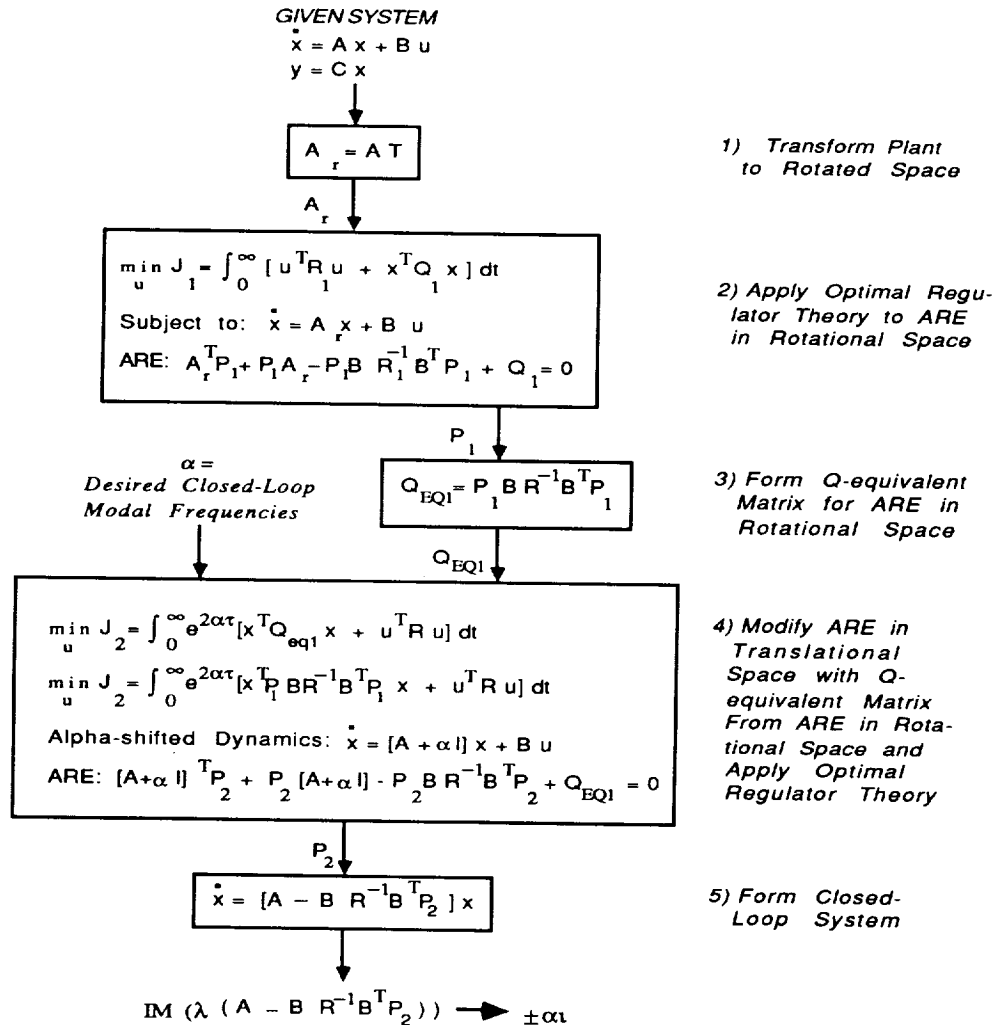 GIVEN SYSTEM
ẋ = A x + B u
y = C x
A_r = A T
1) Transform Plant
to Rotated Space
A_r
min_u J_1 = ∫_0^∞ [ u^T R_1 u + x^T Q_1 x ] dt
Subject to: ẋ = A_r x + B u
ARE: A_r^T P_1 + P_1 A_r - P_1 B R_1^-1 B^T P_1 + Q_1 = 0
2) Apply Optimal Regu-
lator Theory to ARE
in Rotational Space
P_1
α =
Desired Closed-Loop
Modal Frequencies
Q_EQ1 = P_1 B R^-1 B^T P_1
3) Form Q-equivalent
Matrix for ARE in
Rotational Space
Q_EQ1
min_u J_2 = ∫_0^∞ e^2ατ [x^T Q_eq1 x + u^T R u] dt
min_u J_2 = ∫_0^∞ e^2ατ [x^T P_1 B R^-1 B^T P_1 x + u^T R u] dt
Alpha-shifted Dynamics: ẋ = [A + α I] x + B u
ARE: [A+α I]^T P_2 + P_2 [A+α I] - P_2 B R^-1 B^T P_2 + Q_EQ1 = 0
4) Modify ARE in
Translational
Space with Q-
equivalent Matrix
From ARE in Rota-
tional Space and
Apply Optimal
Regulator Theory
P_2
ẋ = [A – B R^-1 B^T P_2 ] x
5) Form Closed-
Loop System
IM (λ ( A – B R^-1 B^T P_2)) → ±αι